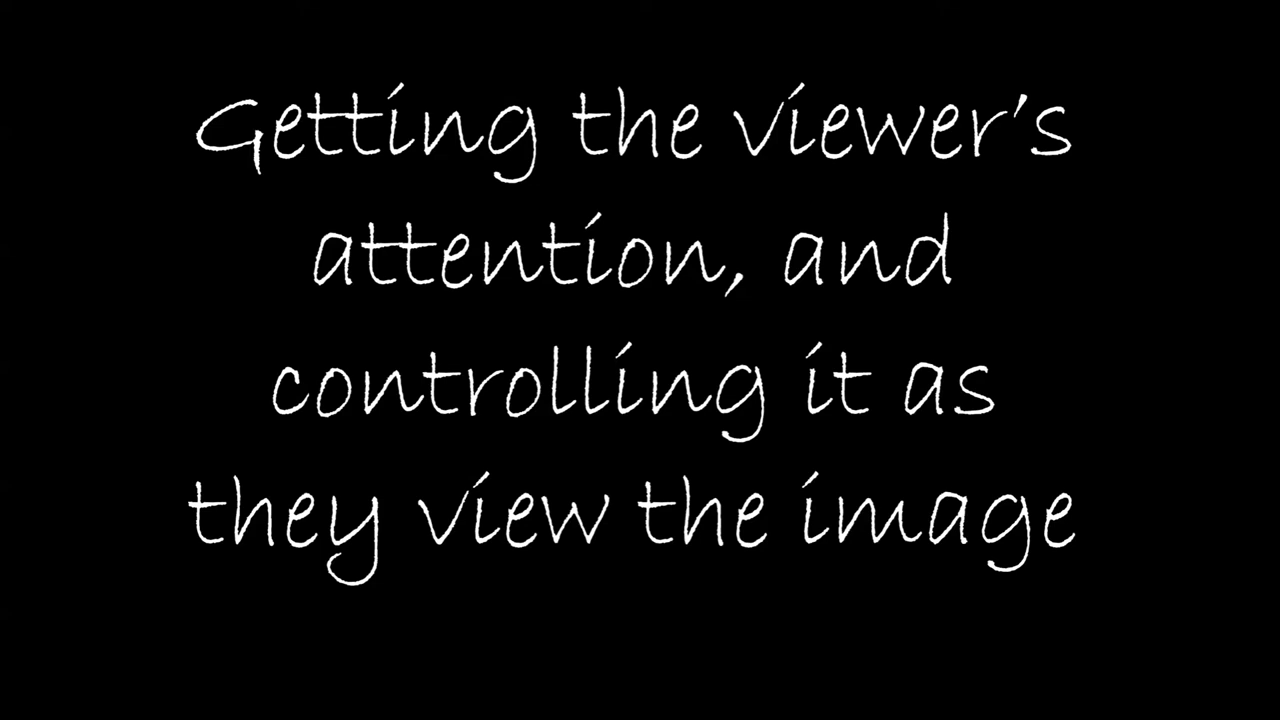 Getting the viewer's
attention, and
controlling it as
they view the image